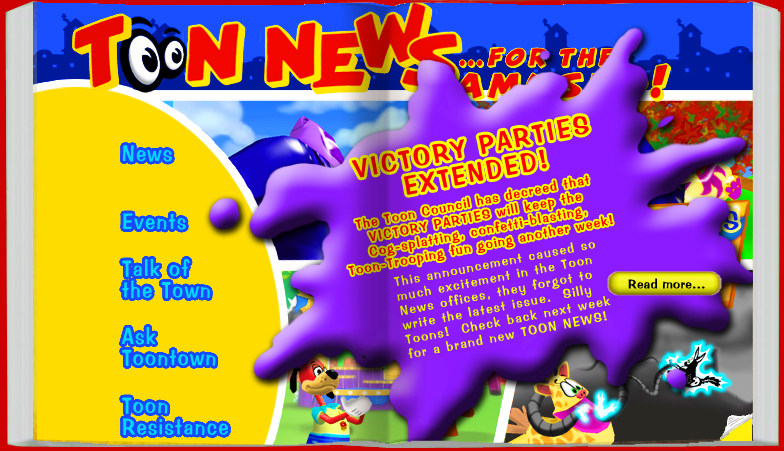 TOON NEWS
...FOR THE
!
News
Events
Talk of
the Town
Ask
Toontown
Toon
Resistance
VICTORY PARTIES
EXTENDED!
The Toon Council has decreed that
VICTORY PARTIES will keep the
Cog-splatting, confetti-blasting,
Toon-Trooping fun going another week!
This announcement caused so
much excitement in the Toon
News offices, they forgot to
write the latest issue. Silly
Toons! Check back next week
for a brand new TOON NEWS!
Read more...